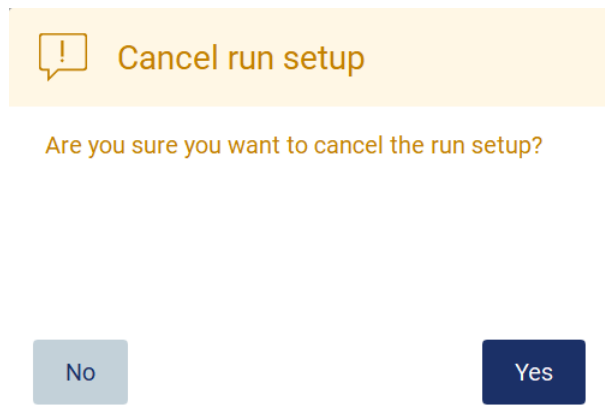 Cancel run setup
Are you sure you want to cancel the run setup?
No
Yes